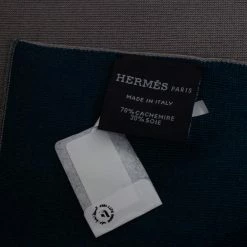 HERMÈS PARIS
MADE IN ITALY
70% CACHEMIRE
30% SOIE